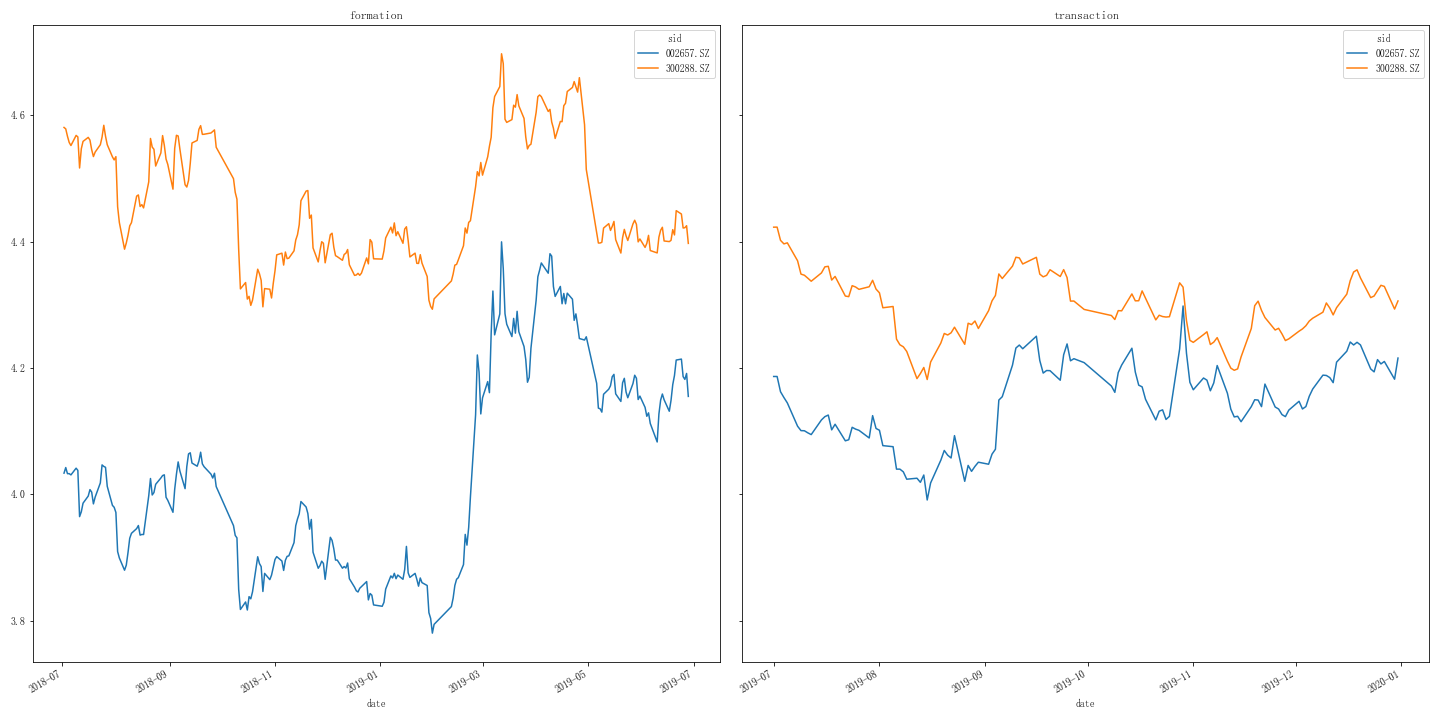 formation
sid
002657.SZ
300288.SZ
4.6
4.4
4.2
4.0
3.8
2018-07
2018-09
2018-11
2019-01
2019-03
2019-05
2019-07
date
transaction
sid
002657.SZ
300288.SZ
2019-07
2019-08
2019-09
2019-10
2019-11
2019-12
2020-01
date